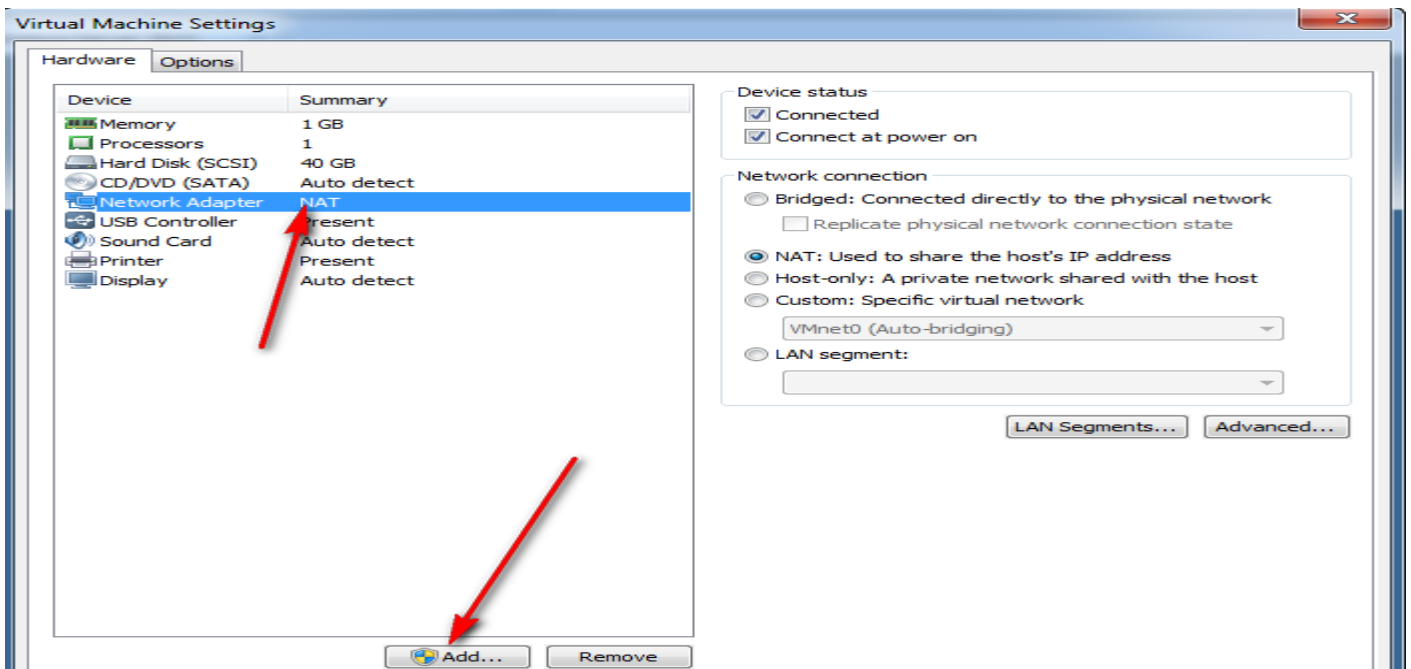 Virtual Machine Settings
Hardware Options
Device Summary
Memory 1 GB
Processors 1
Hard Disk (SCSI) 40 GB
CD/DVD (SATA) Auto detect
Network Adapter NAT
USB Controller Present
Sound Card Auto detect
Printer Present
Display Auto detect
Add... Remove
Device status
Connected
Connect at power on
Network connection
Bridged: Connected directly to the physical network
Replicate physical network connection state
NAT: Used to share the host's IP address
Host-only: A private network shared with the host
Custom: Specific virtual network
VMnet0 (Auto-bridging)
LAN segment:
LAN Segments... Advanced...